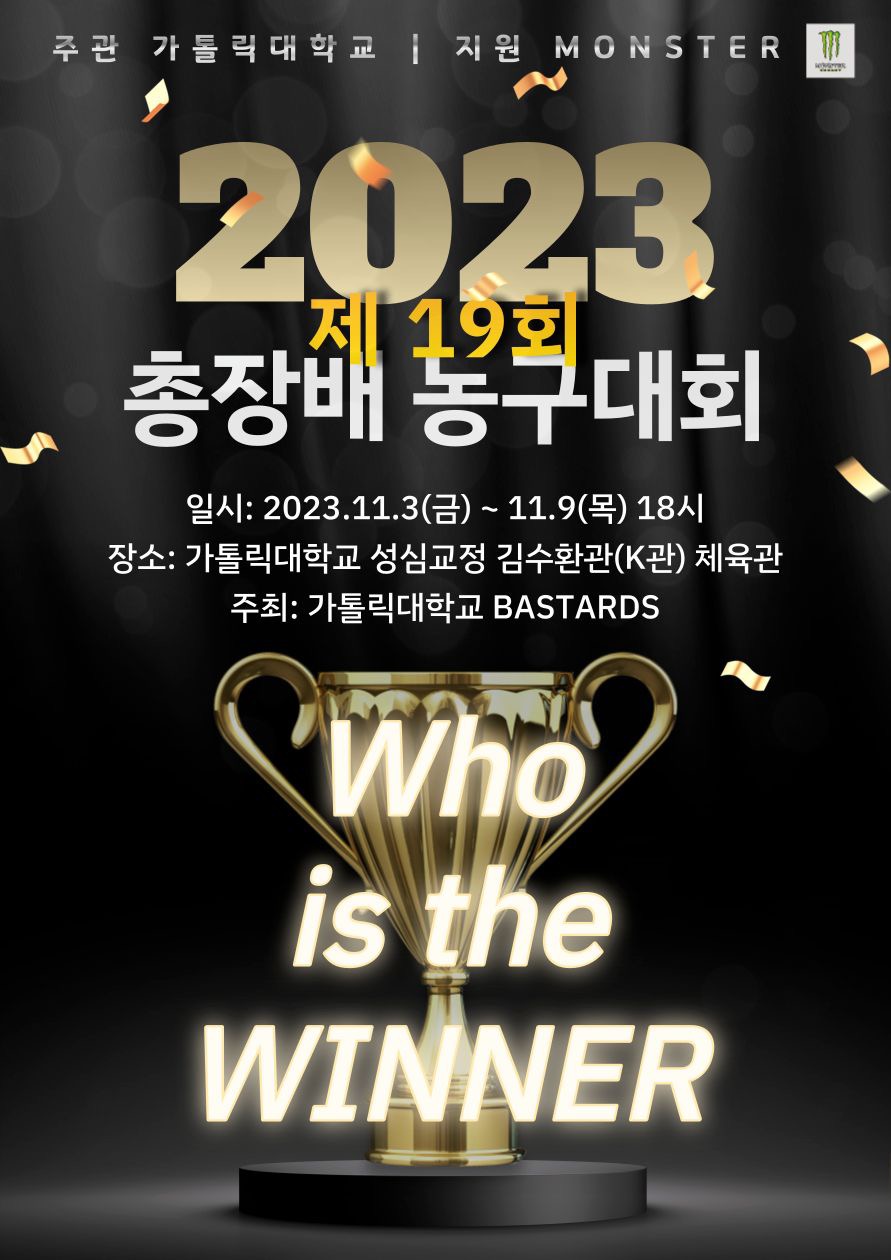 주관 가톨릭대학교 | 지원 MONSTER
MONSTER
ENERGY
2023
제 19회
총장배 농구대회
일시: 2023.11.3(금) ~ 11.9(목) 18시
장소: 가톨릭대학교 성심교정 김수환관(K관) 체육관
주최: 가톨릭대학교 BASTARDS
Who
is the
WINNER